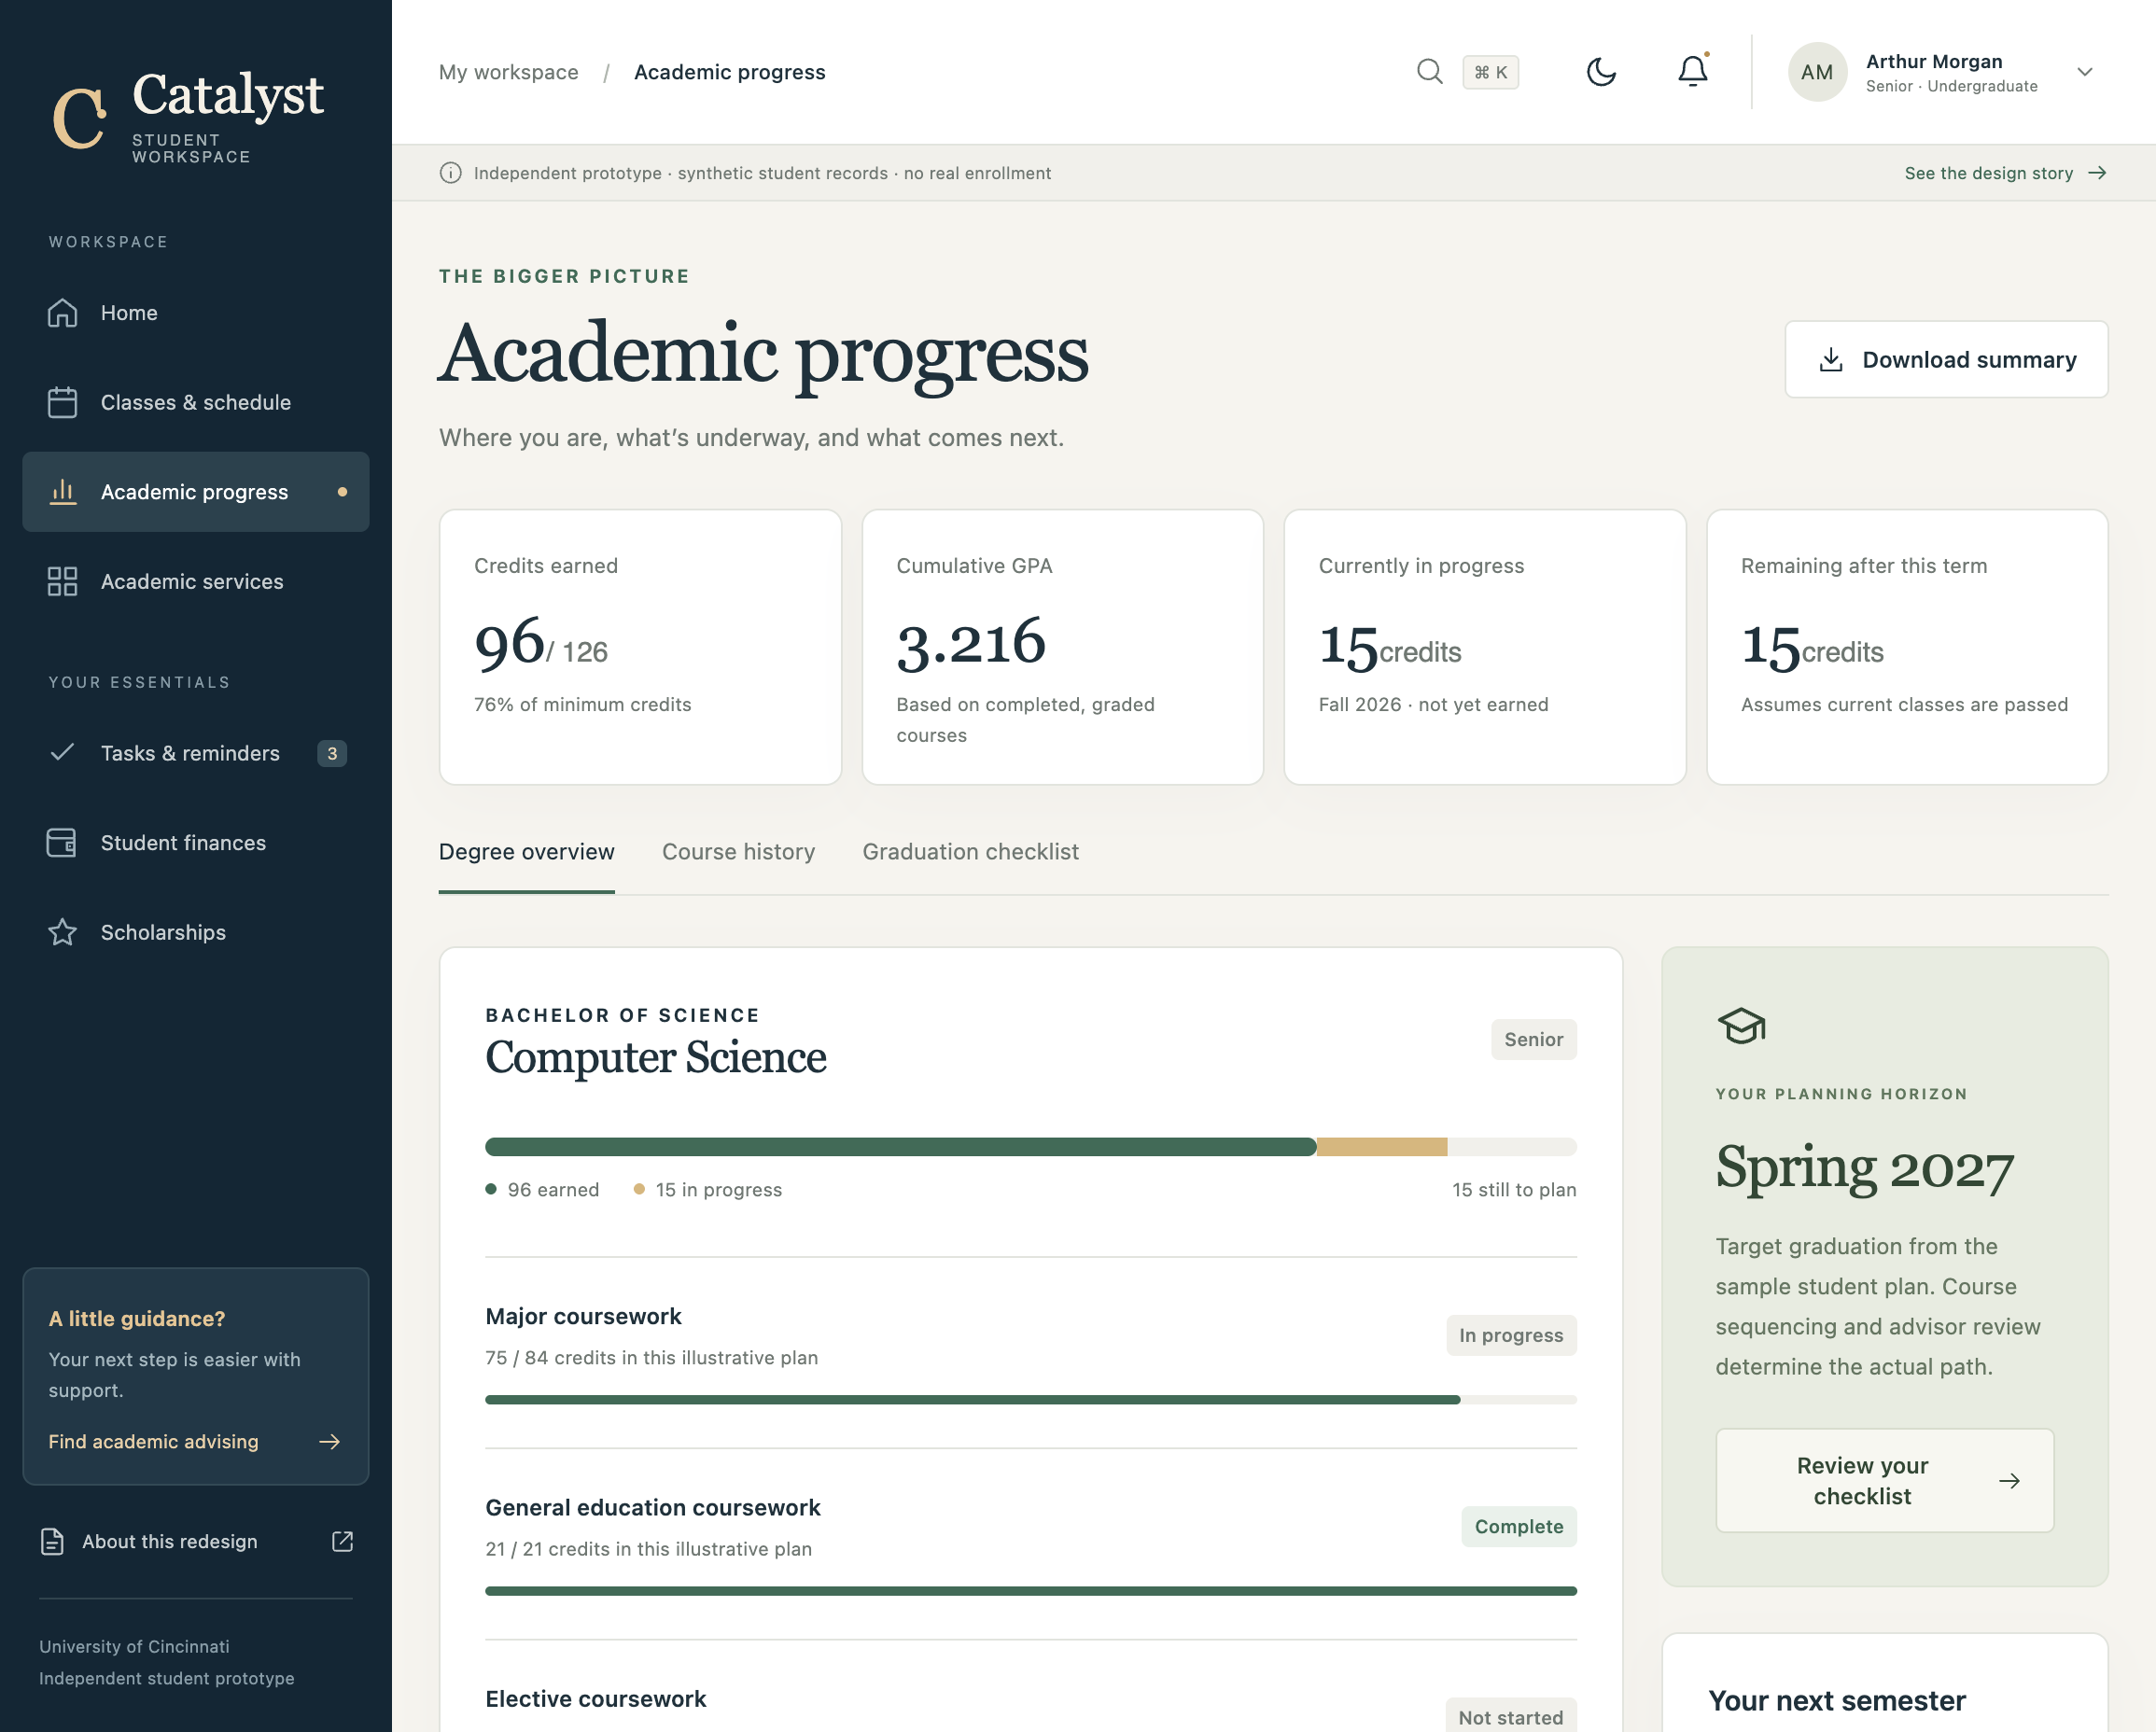 C
Catalyst
STUDENT
WORKSPACE
WORKSPACE
Home
Classes & schedule
Academic progress
Academic services
YOUR ESSENTIALS
Tasks & reminders 3
Student finances
Scholarships
A little guidance?
Your next step is easier with
support.
Find academic advising →
About this redesign
University of Cincinnati
Independent student prototype
My workspace / Academic progress
⌘ K
AM
Arthur Morgan
Senior · Undergraduate
Independent prototype · synthetic student records · no real enrollment
See the design story →
THE BIGGER PICTURE
Academic progress
Where you are, what’s underway, and what comes next.
Download summary
Credits earned
96 / 126
76% of minimum credits
Cumulative GPA
3.216
Based on completed, graded
courses
Currently in progress
15 credits
Fall 2026 · not yet earned
Remaining after this term
15 credits
Assumes current classes are passed
Degree overview
Course history
Graduation checklist
BACHELOR OF SCIENCE
Computer Science
Senior
96 earned
15 in progress
15 still to plan
Major coursework
75 / 84 credits in this illustrative plan
In progress
General education coursework
21 / 21 credits in this illustrative plan
Complete
Elective coursework
Not started
YOUR PLANNING HORIZON
Spring 2027
Target graduation from the
sample student plan. Course
sequencing and advisor review
determine the actual path.
Review your
checklist →
Your next semester